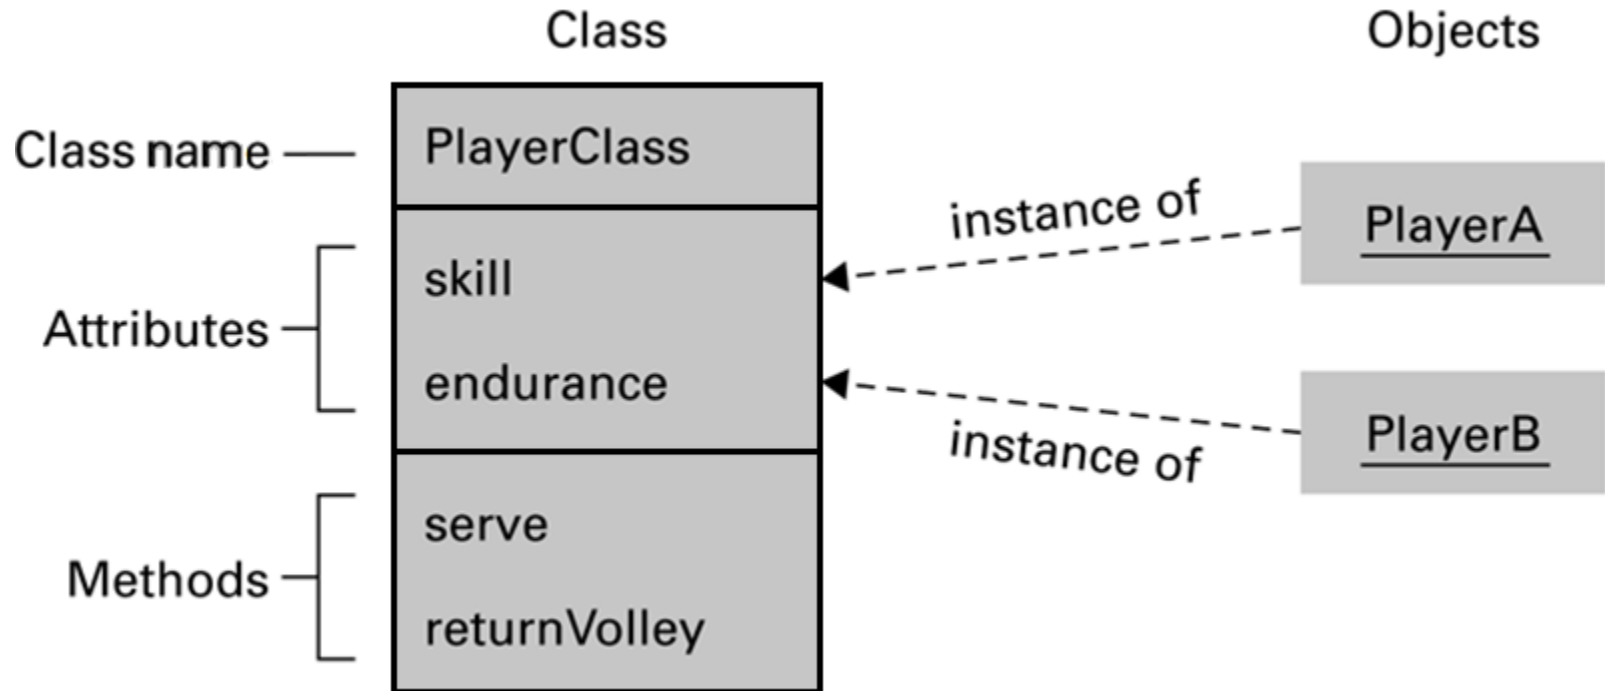 Class
Objects
Class name
PlayerClass
instance of
PlayerA
Attributes
skill
endurance
instance of
PlayerB
Methods
serve
returnVolley